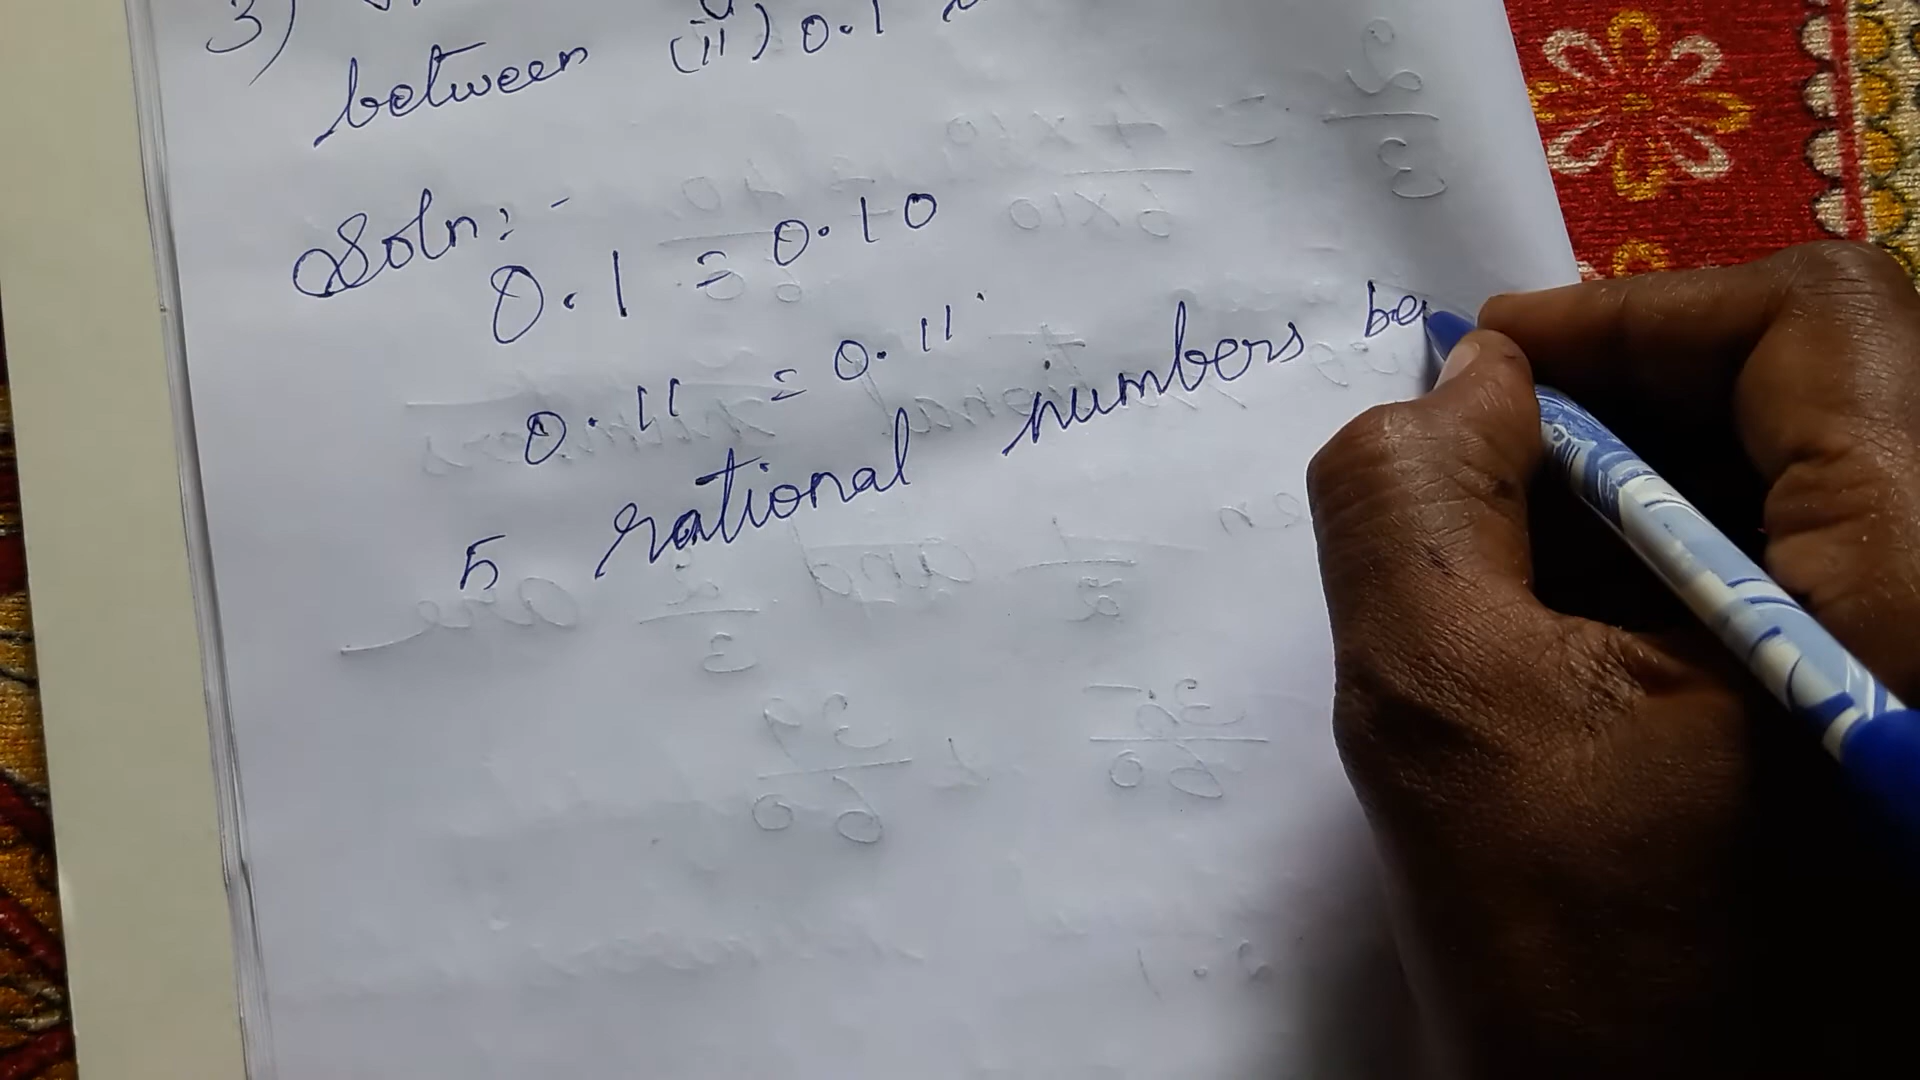 3)
between (ii) 0.1
Soln:-
0.1 = 0.10
0.11 = 0.11
5 rational numbers be